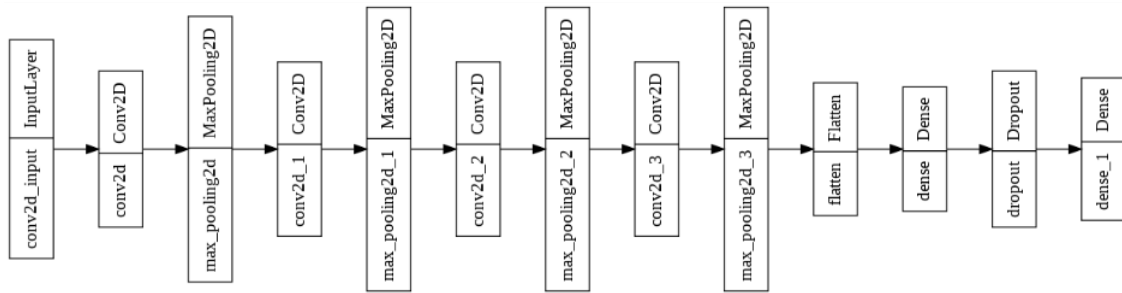 conv2d_input
InputLayer
conv2d
Conv2D
max_pooling2d
MaxPooling2D
conv2d_1
Conv2D
max_pooling2d_1
MaxPooling2D
conv2d_2
Conv2D
max_pooling2d_2
MaxPooling2D
conv2d_3
Conv2D
max_pooling2d_3
MaxPooling2D
flatten
Flatten
dense
Dense
dropout
Dropout
dense_1
Dense